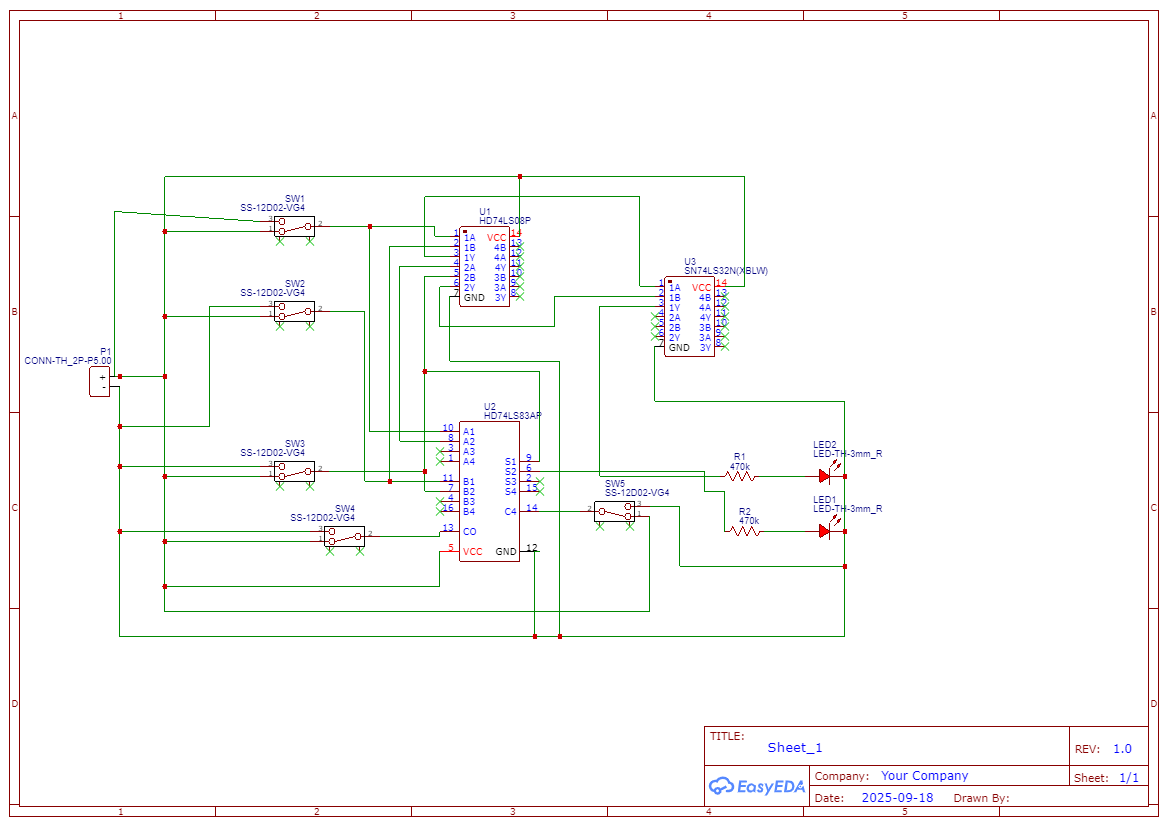 1 2 3 4 5
A A
B B
C C
D D
1 2 3 4 5
SW1
SS-12D02-VG4
3 1 2
SW2
SS-12D02-VG4
3 1 2
P1
CONN-TH_2P-P5.00
+
-
SW3
SS-12D02-VG4
3 1 2
SW4
SS-12D02-VG4
3 1 2
U1
HD74LS08P
1 1A VCC 14
2 1B 4B 13
3 1Y 4A 12
4 2A 4Y 11
5 2B 3B 10
6 2Y 3A 9
7 GND 3Y 8
U3
SN74LS32N(XBLW)
1 1A VCC 14
2 1B 4B 13
3 1Y 4A 12
4 2A 4Y 11
5 2B 3B 10
6 2Y 3A 9
7 GND 3Y 8
U2
HD74LS83AP
10 A1
8 A2
3 A3
1 A4 S1 9
S2 6
11 B1 S3 2
7 B2 S4 15
4 B3
16 B4 C4 14
13 CO
5 VCC GND 12
SW5
SS-12D02-VG4
2 3 1
R1
470k
R2
470k
LED2
LED-TH-3mm_R
LED1
LED-TH-3mm_R
TITLE:
Sheet_1
REV: 1.0
EasyEDA
Company: Your Company
Sheet: 1/1
Date: 2025-09-18 Drawn By: